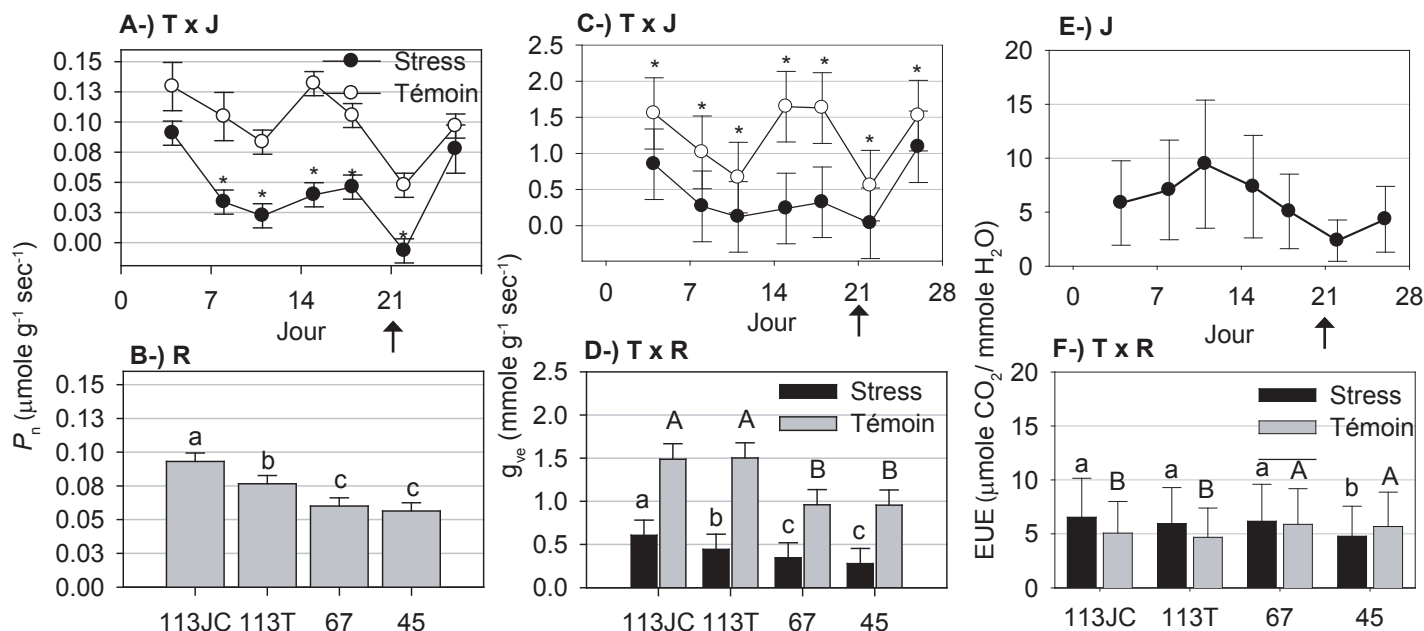 A-) T x J
0.15
0.13
0.10
0.08
0.05
0.03
0.00
Stress
Témoin
* * * * *
0 7 14 21
Jour
Pn (µmole g⁻¹ sec⁻¹)
B-) R
0.15
0.13
0.10
0.08
0.05
0.03
0.00
a b c c
113JC 113T 67 45
C-) T x J
2.5
2.0
1.5
1.0
0.5
0.0
* * * * * * *
0 7 14 21 28
Jour
gve (mmole g⁻¹ sec⁻¹)
D-) T x R
2.5
2.0
1.5
1.0
0.5
0.0
Stress
Témoin
a A b A c B c B
113JC 113T 67 45
E-) J
20
15
10
5
0
0 7 14 21 28
Jour
EUE (µmole CO₂/ mmole H₂O)
F-) T x R
20
15
10
5
0
Stress
Témoin
a B a B a A b A
113JC 113T 67 45